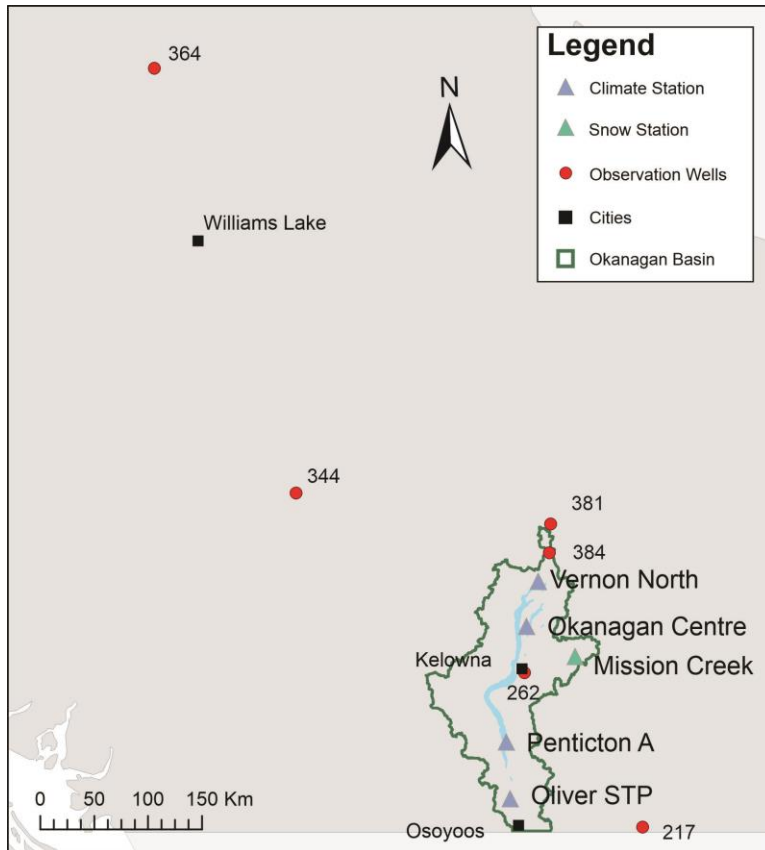 364
Legend
Climate Station
Snow Station
Observation Wells
Cities
Okanagan Basin
N
Williams Lake
344
381
384
Vernon North
Okanagan Centre
Kelowna
Mission Creek
262
Penticton A
Oliver STP
0 50 100 150 Km
Osoyoos
217